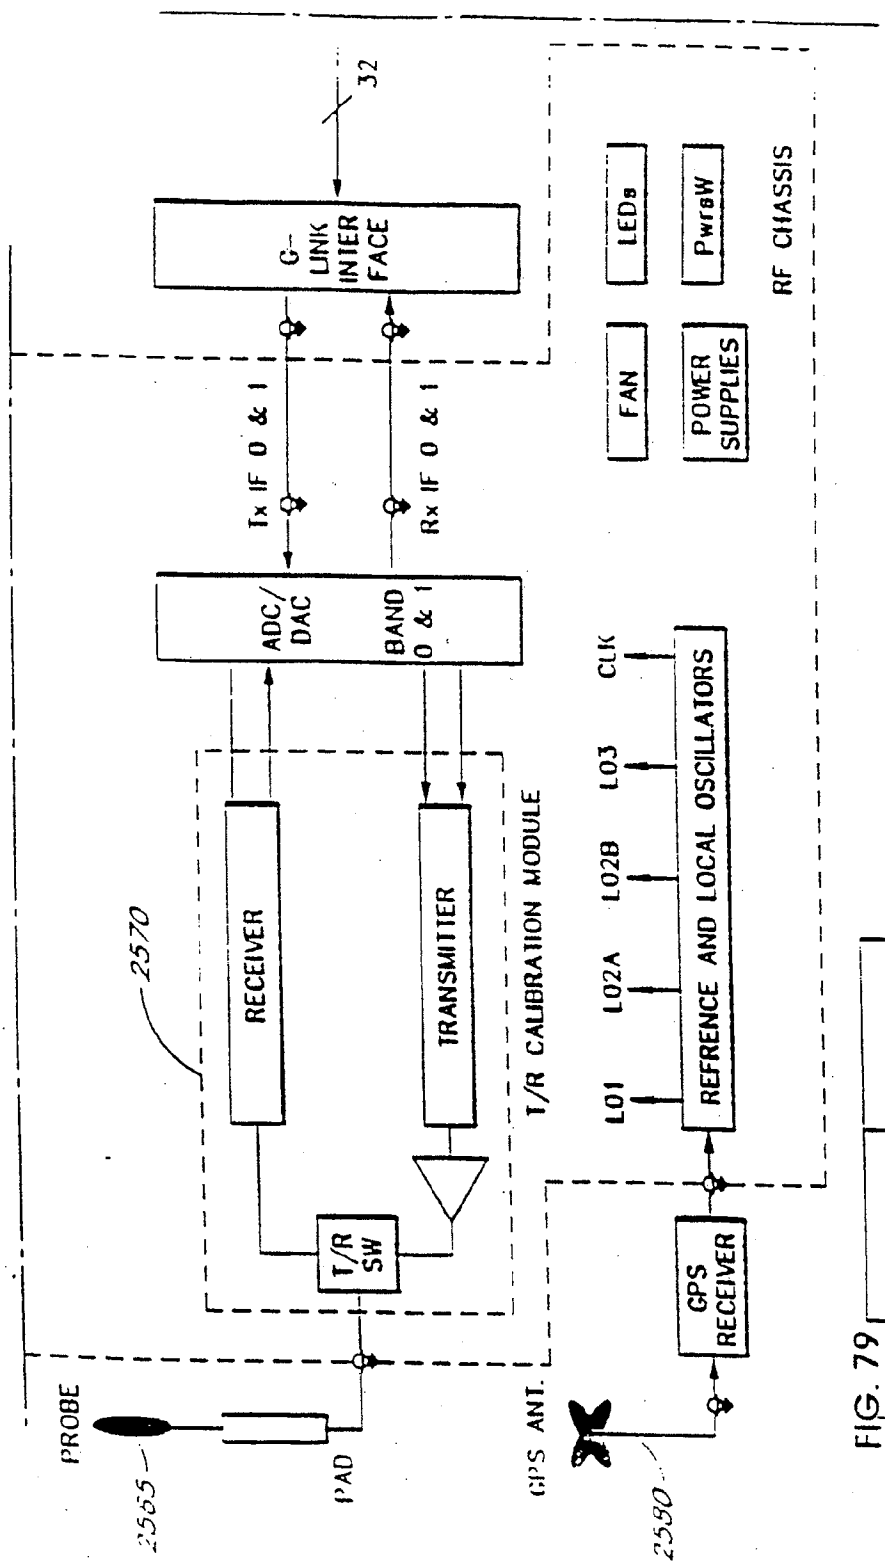 PROBE
2565
PAD
T/R
SW
2570
RECEIVER
TRANSMITTER
T/R CALIBRATION MODULE
ADC/
DAC
BAND
0 & 1
Tx IF 0 & 1
Rx IF 0 & 1
G-
LINK
INTER
FACE
32
GPS ANT.
2580
GPS
RECEIVER
LO1
LO2A
LO2B
LO3
CLK
REFRENCE AND LOCAL OSCILLATORS
FAN
LEDs
POWER
SUPPLIES
PwrsW
RF CHASSIS
FIG. 79